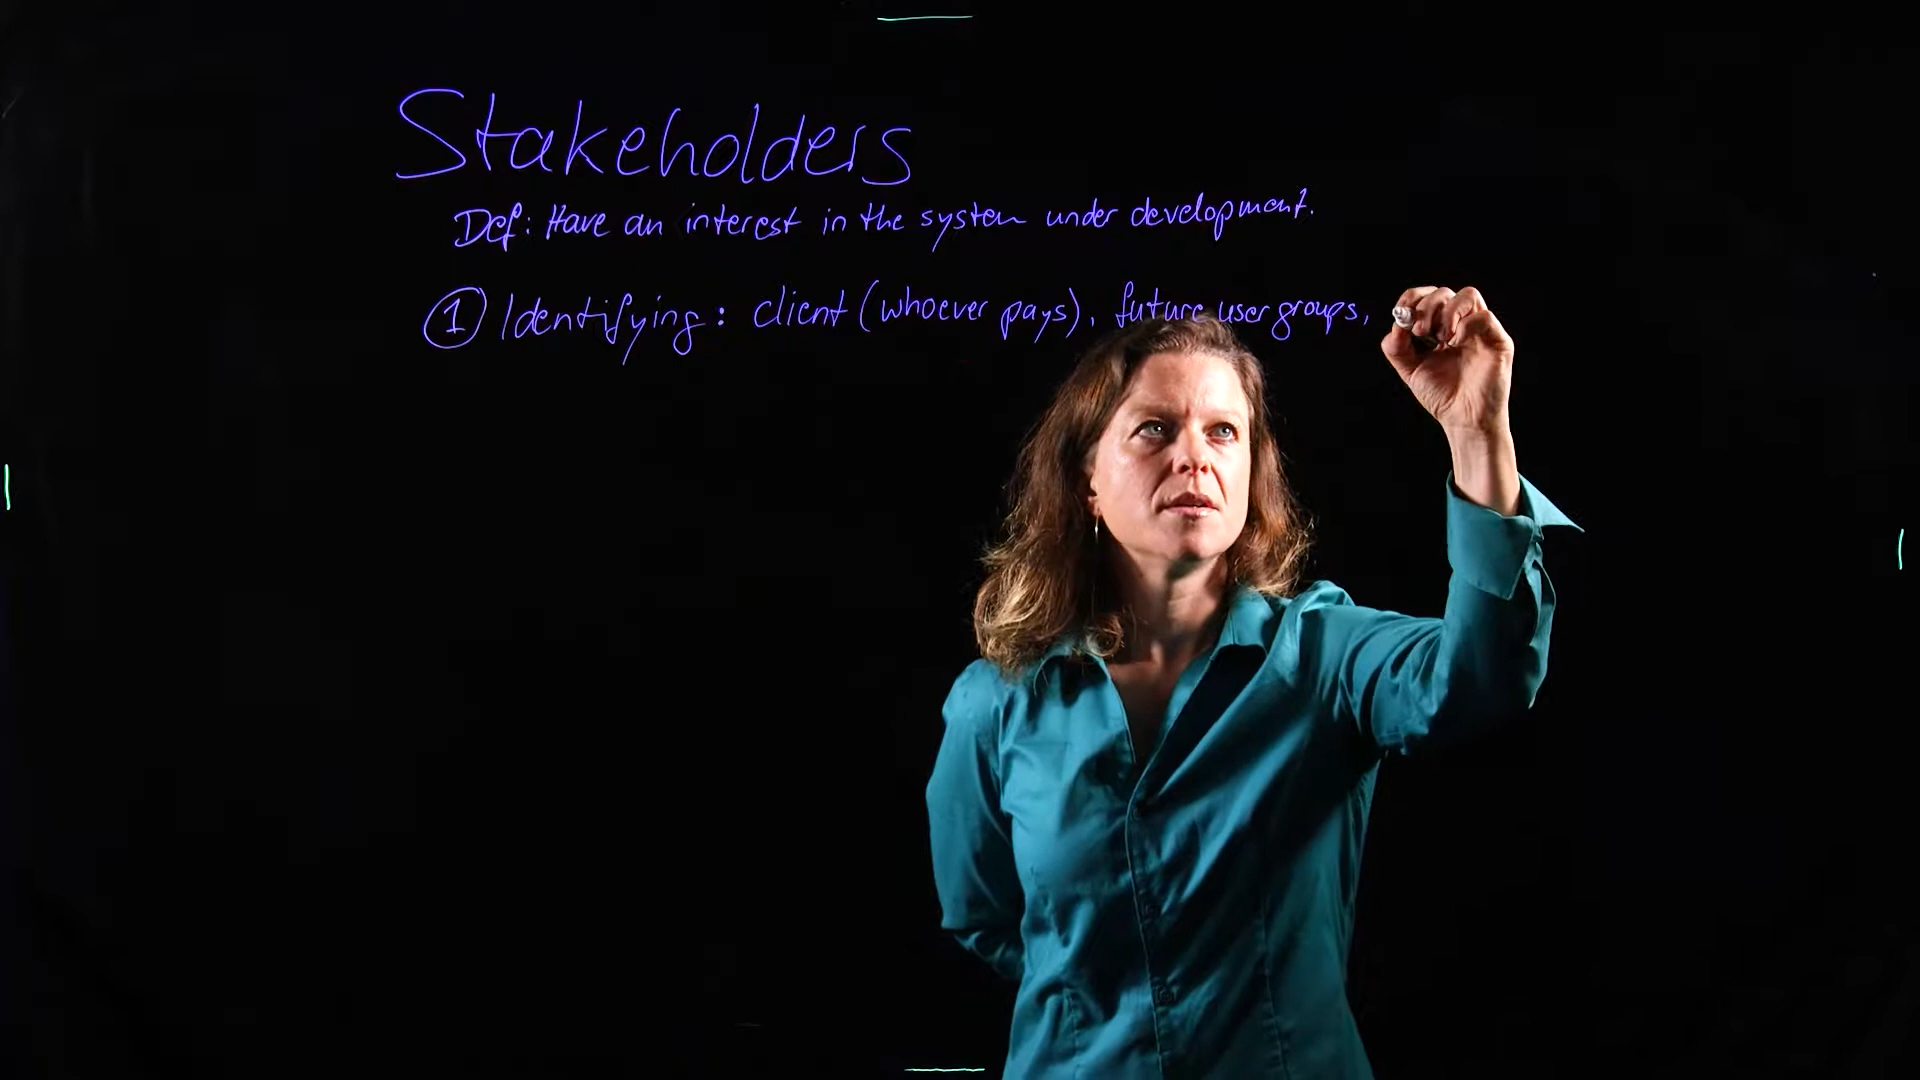 Stakeholders
Def: Have an interest in the system under development.
① Identifying: client (whoever pays), future user groups,